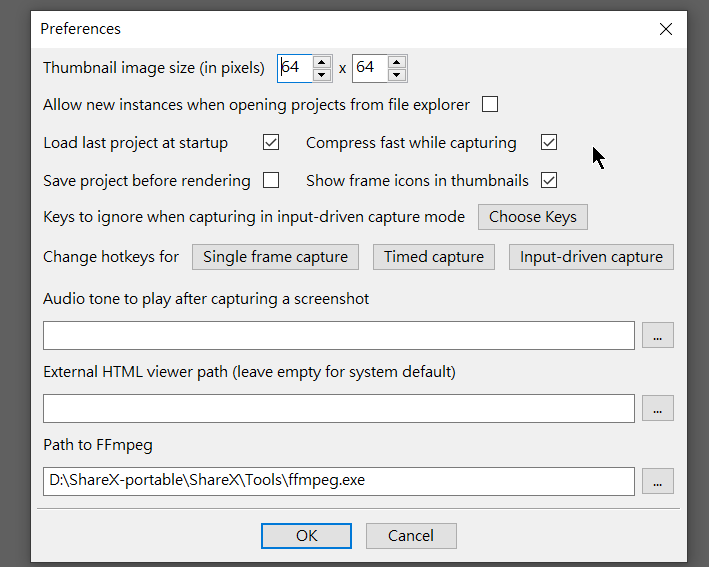 Preferences
Thumbnail image size (in pixels) 64 x 64
Allow new instances when opening projects from file explorer
Load last project at startup Compress fast while capturing
Save project before rendering Show frame icons in thumbnails
Keys to ignore when capturing in input-driven capture mode Choose Keys
Change hotkeys for Single frame capture Timed capture Input-driven capture
Audio tone to play after capturing a screenshot
...
External HTML viewer path (leave empty for system default)
...
Path to FFmpeg
D:\ShareX-portable\ShareX\Tools\ffmpeg.exe ...
OK Cancel